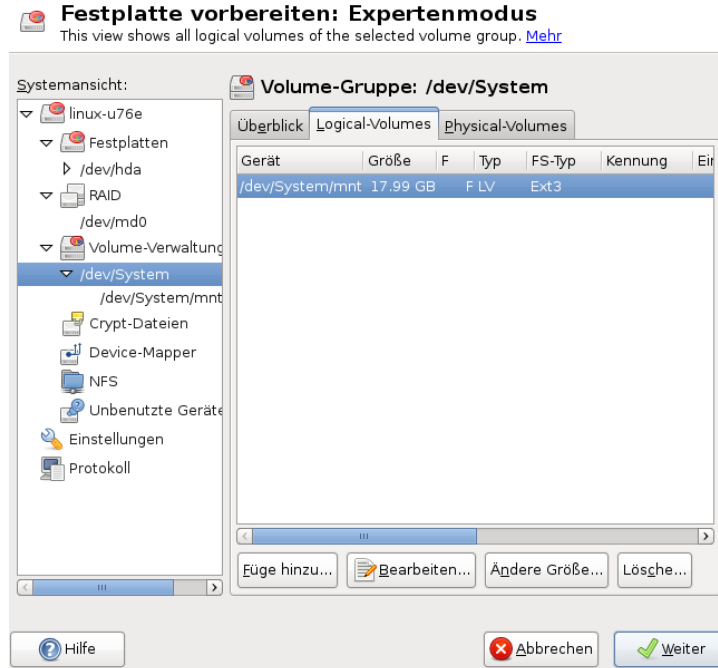 Festplatte vorbereiten: Expertenmodus
This view shows all logical volumes of the selected volume group. Mehr
Systemansicht:
linux-u76e
Festplatten
/dev/hda
RAID
/dev/md0
Volume-Verwaltung
/dev/System
/dev/System/mnt
Crypt-Dateien
Device-Mapper
NFS
Unbenutzte Geräte
Einstellungen
Protokoll
Volume-Gruppe: /dev/System
Überblick Logical-Volumes Physical-Volumes
Gerät Größe F Typ FS-Typ Kennung Ein
/dev/System/mnt 17.99 GB F LV Ext3
Füge hinzu... Bearbeiten... Ändere Größe... Lösche...
Hilfe Abbrechen Weiter